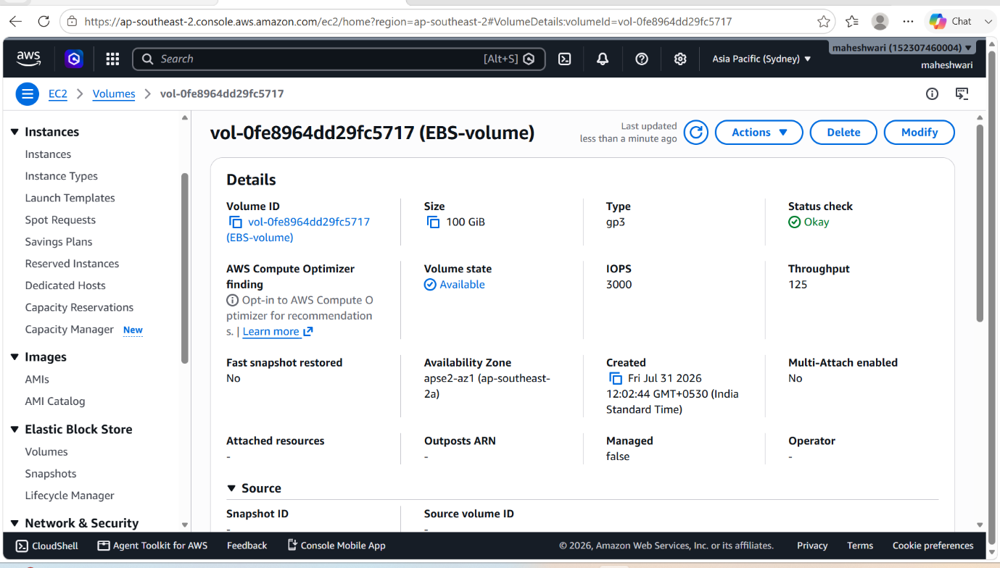 https://ap-southeast-2.console.aws.amazon.com/ec2/home?region=ap-southeast-2#VolumeDetails:volumeId=vol-0fe8964dd29fc5717
Chat
aws
Search
[Alt+S]
Asia Pacific (Sydney)
maheshwari (152307460004)
maheshwari
EC2
Volumes
vol-0fe8964dd29fc5717
Instances
Instances
Instance Types
Launch Templates
Spot Requests
Savings Plans
Reserved Instances
Dedicated Hosts
Capacity Reservations
Capacity Manager New
Images
AMIs
AMI Catalog
Elastic Block Store
Volumes
Snapshots
Lifecycle Manager
Network & Security
vol-0fe8964dd29fc5717 (EBS-volume)
Last updated
less than a minute ago
Actions
Delete
Modify
Details
Volume ID
vol-0fe8964dd29fc5717
(EBS-volume)
Size
100 GiB
Type
gp3
Status check
Okay
AWS Compute Optimizer
finding
Opt-in to AWS Compute O
ptimizer for recommendation
s. | Learn more
Volume state
Available
IOPS
3000
Throughput
125
Fast snapshot restored
No
Availability Zone
apse2-az1 (ap-southeast-
2a)
Created
Fri Jul 31 2026
12:02:44 GMT+0530 (India
Standard Time)
Multi-Attach enabled
No
Attached resources
-
Outposts ARN
-
Managed
false
Operator
-
Source
Snapshot ID
-
Source volume ID
-
CloudShell
Agent Toolkit for AWS
Feedback
Console Mobile App
© 2026, Amazon Web Services, Inc. or its affiliates.
Privacy
Terms
Cookie preferences